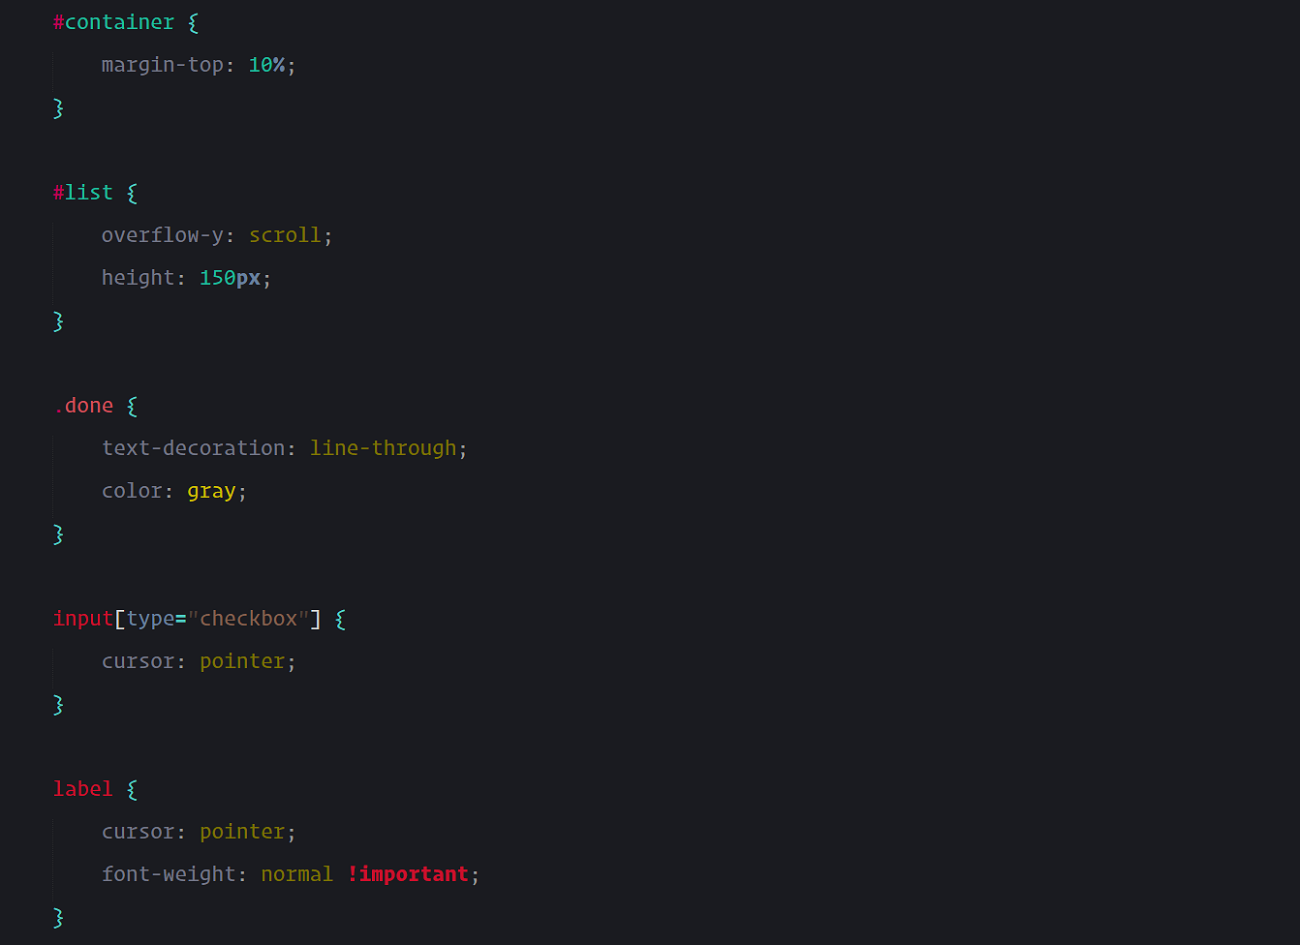 #container {
    margin-top: 10%;
}

#list {
    overflow-y: scroll;
    height: 150px;
}

.done {
    text-decoration: line-through;
    color: gray;
}

input[type="checkbox"] {
    cursor: pointer;
}

label {
    cursor: pointer;
    font-weight: normal !important;
}